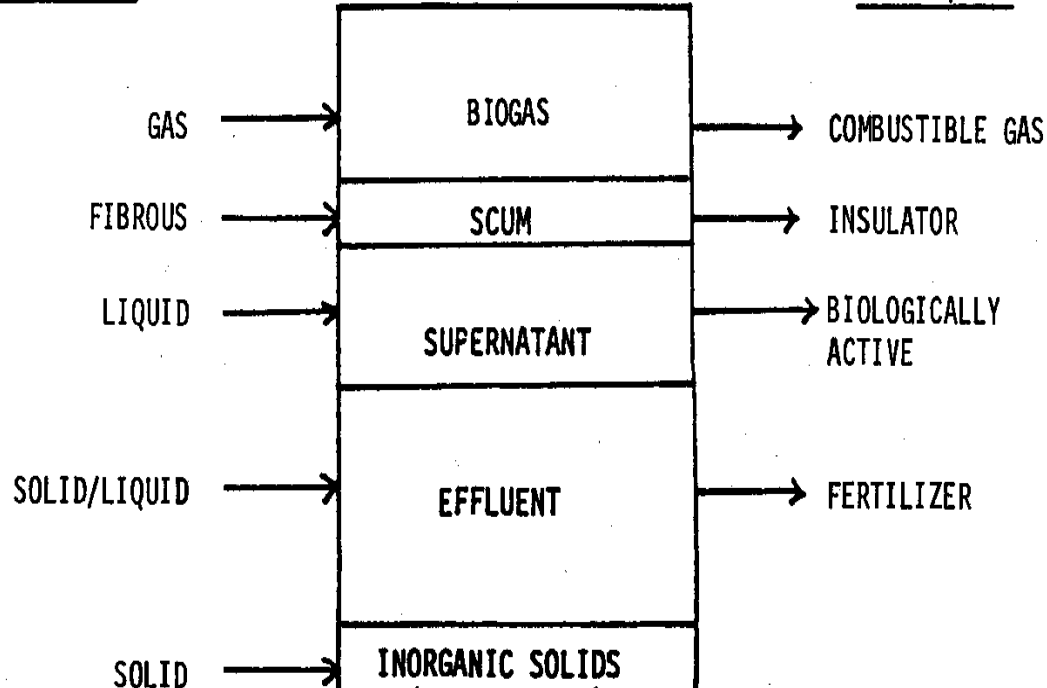 GAS
BIOGAS
COMBUSTIBLE GAS
FIBROUS
SCUM
INSULATOR
LIQUID
SUPERNATANT
BIOLOGICALLY
ACTIVE
SOLID/LIQUID
EFFLUENT
FERTILIZER
SOLID
INORGANIC SOLIDS